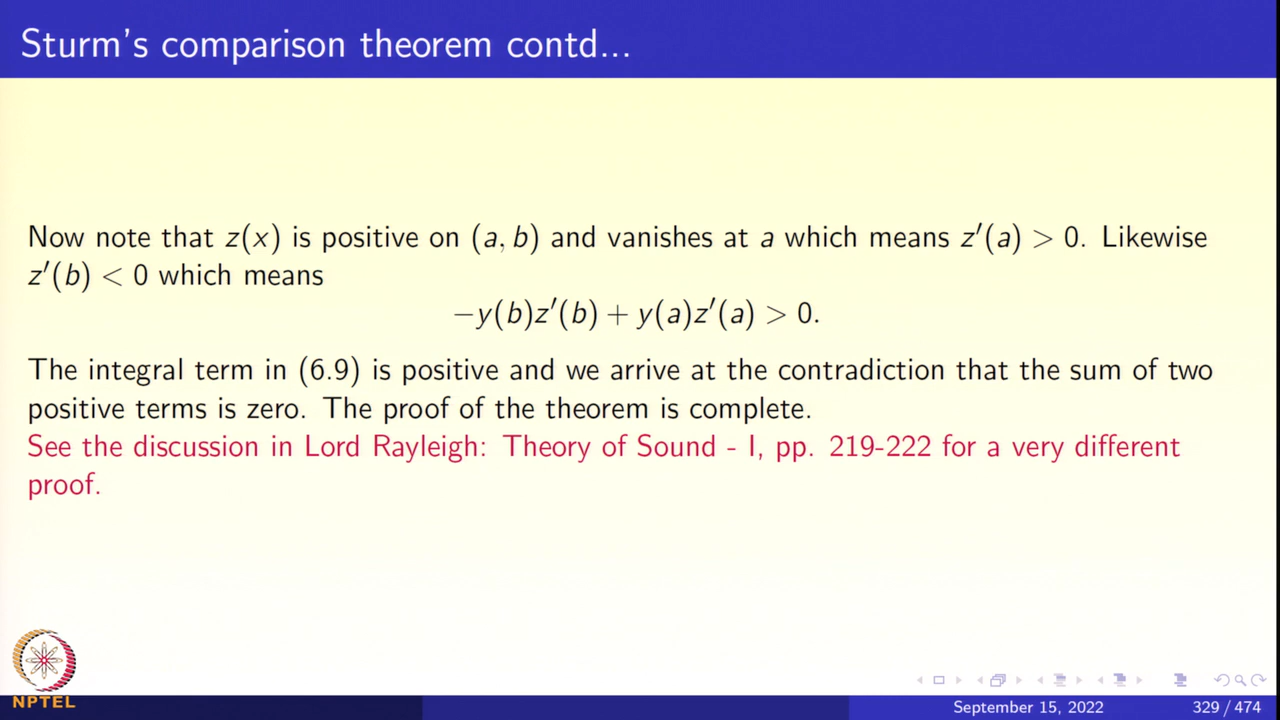 Sturm's comparison theorem contd...
Now note that z(x) is positive on (a, b) and vanishes at a which means z′(a) > 0. Likewise
z′(b) < 0 which means
−y(b)z′(b) + y(a)z′(a) > 0.
The integral term in (6.9) is positive and we arrive at the contradiction that the sum of two
positive terms is zero. The proof of the theorem is complete.
See the discussion in Lord Rayleigh: Theory of Sound - I, pp. 219-222 for a very different
proof.
NPTEL
September 15, 2022 329 / 474